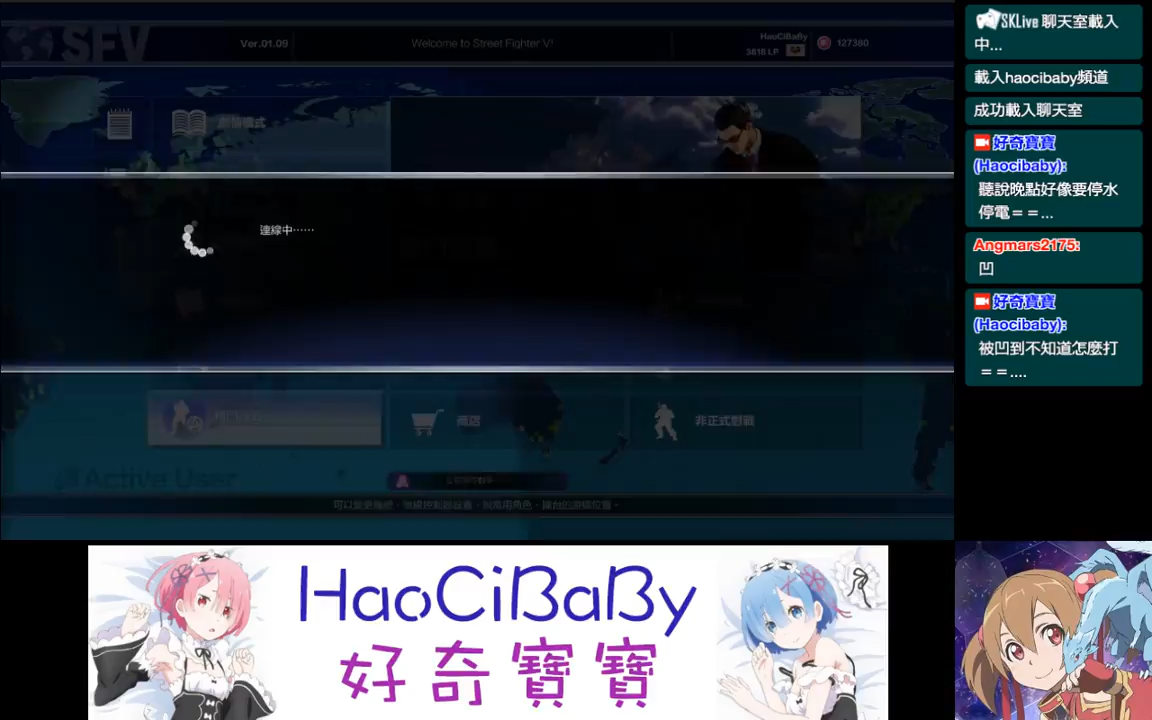 SFV
Ver.01.09
Welcome to Street Fighter V!
HaoCiBaBy
3818 LP
127380
連線中……
商店
非正式對戰
Active User
SKLive 聊天室載入
中...
載入haocibaby頻道
成功載入聊天室
好奇寶寶
(Haocibaby):
聽說晚點好像要停水
停電＝＝...
Angmars2175:
凹
好奇寶寶
(Haocibaby):
被凹到不知道怎麼打
＝＝....
HaoCiBaBy
好奇寶寶